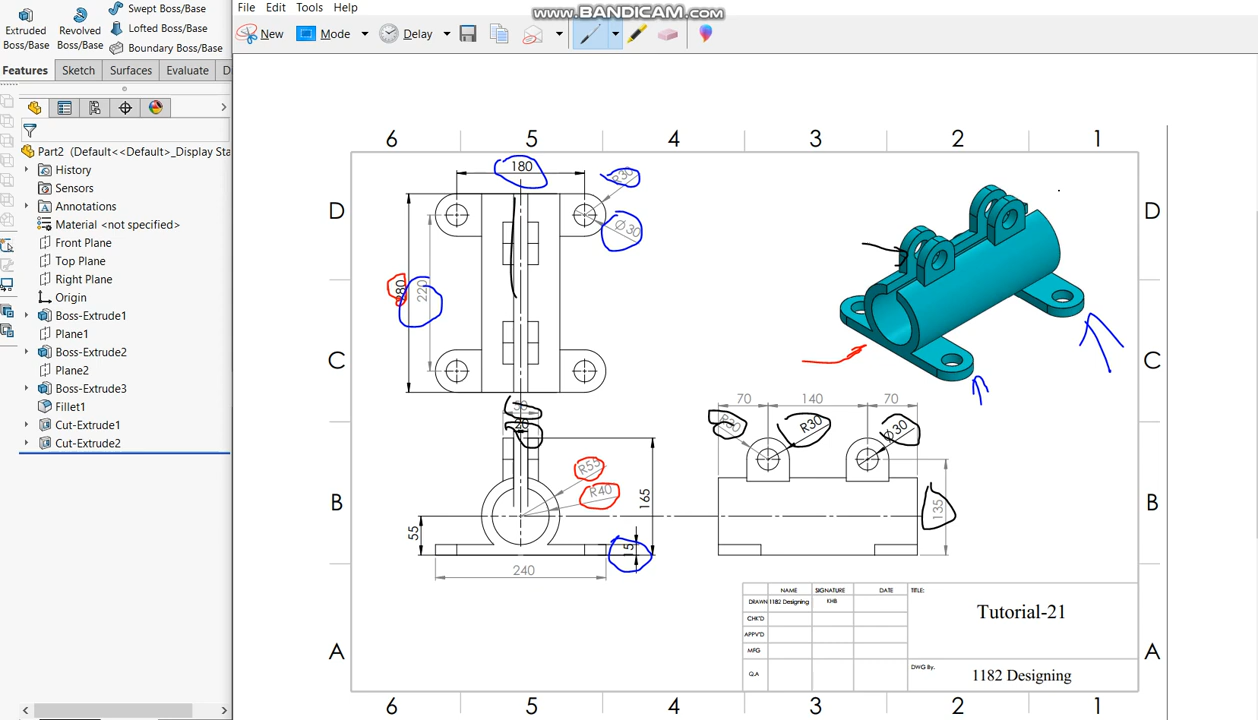 www.BANDICAM.com
Extruded Boss/Base
Revolved Boss/Base
Swept Boss/Base
Lofted Boss/Base
Boundary Boss/Base
Features Sketch Surfaces Evaluate D
Part2 (Default<<Default>_Display Sta
History
Sensors
Annotations
Material <not specified>
Front Plane
Top Plane
Right Plane
Origin
Boss-Extrude1
Plane1
Boss-Extrude2
Plane2
Boss-Extrude3
Fillet1
Cut-Extrude1
Cut-Extrude2
File Edit Tools Help
New Mode Delay
6 5 4 3 2 1
D D
C C
B B
A A
180
R30
Ø30
220
20
R55
R40
165
55
15
240
70 140 70
R30
Ø30
135
NAME SIGNATURE DATE TITLE:
DRAWN 1182 Designing KHB
CHK'D
APPV'D
MFG
Q.A
Tutorial-21
DWG By.
1182 Designing
6 5 4 3 2 1